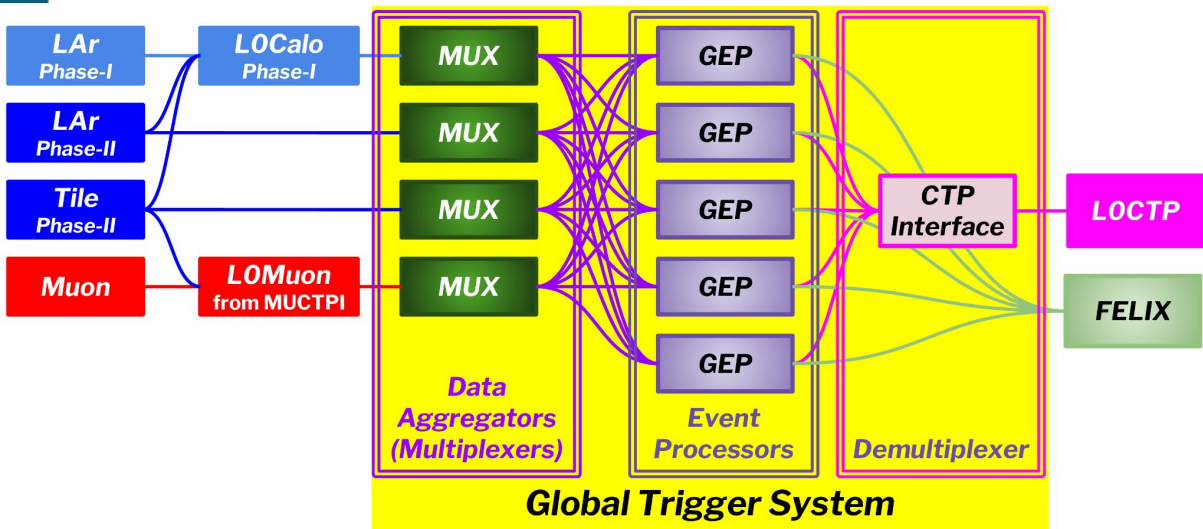 LAr
Phase-I
L0Calo
Phase-I
MUX
GEP
LAr
Phase-II
MUX
GEP
Tile
Phase-II
MUX
GEP
CTP
Interface
L0CTP
Muon
L0Muon
from MUCTPI
MUX
GEP
FELIX
GEP
Data
Aggregators
(Multiplexers)
Event
Processors
Demultiplexer
Global Trigger System